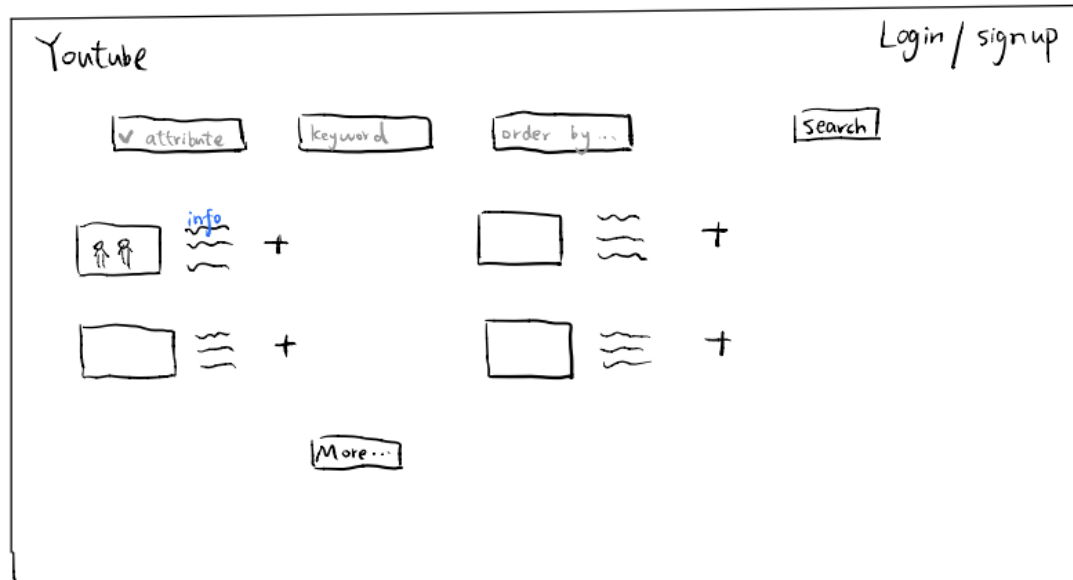 Youtube
Login / signup
✓ attribute
keyword
order by ...
search
info
+
+
+
+
More...